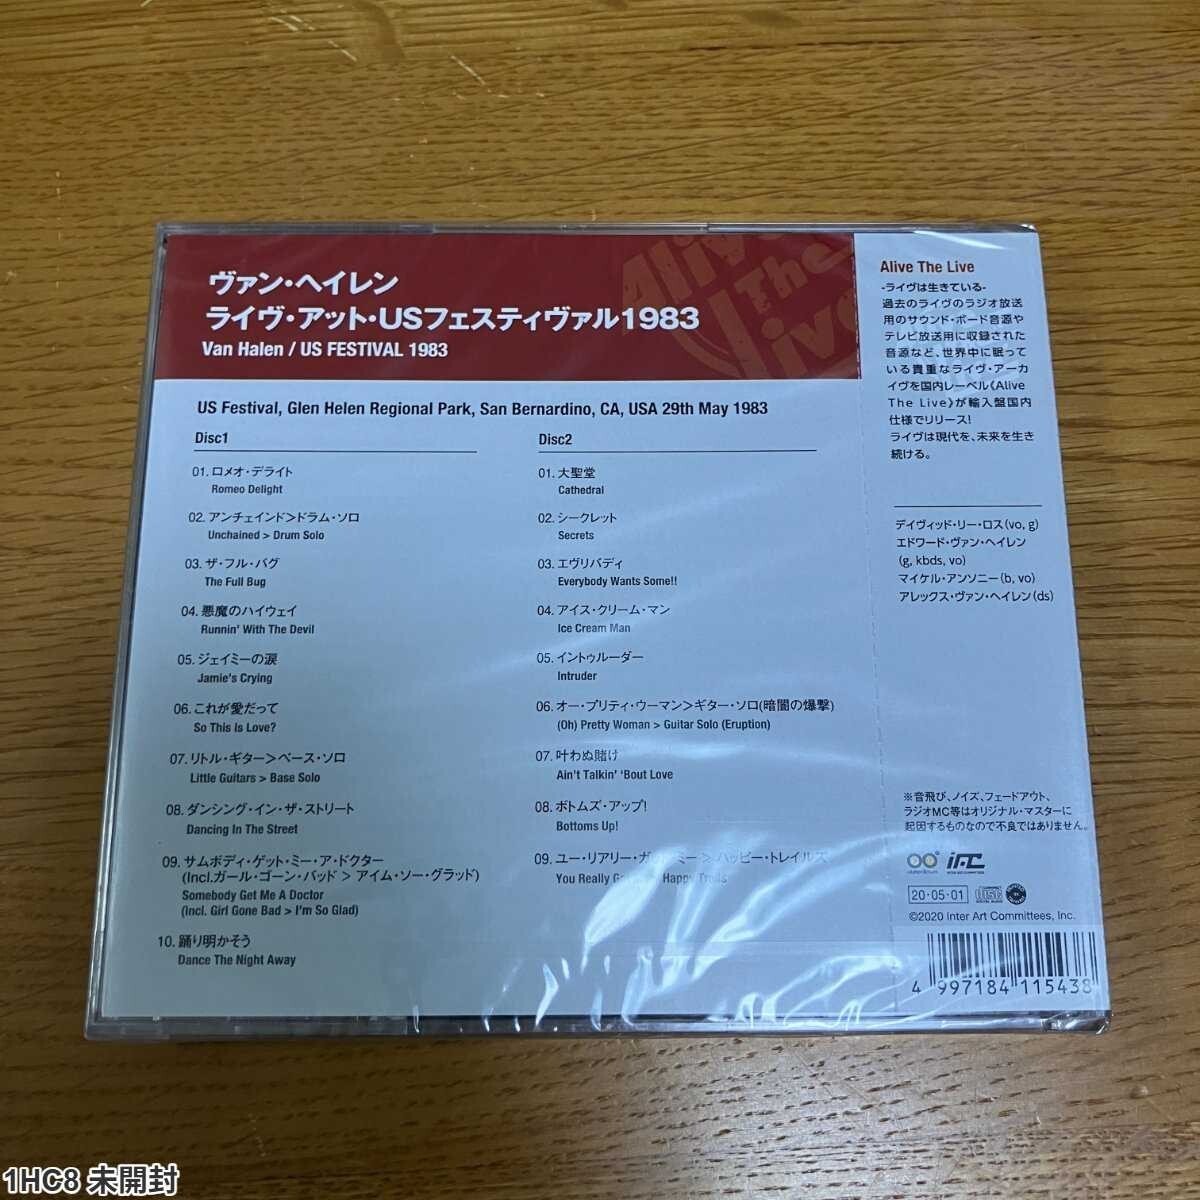 ヴァン・ヘイレン
ライヴ・アット・USフェスティヴァル1983
Van Halen / US FESTIVAL 1983
Alive The Live
US Festival, Glen Helen Regional Park, San Bernardino, CA, USA 29th May 1983
Disc1
01. ロメオ・デライト
Romeo Delight
02. アンチェインド>ドラム・ソロ
Unchained > Drum Solo
03. ザ・フル・バグ
The Full Bug
04. 悪魔のハイウェイ
Runnin' With The Devil
05. ジェイミーの涙
Jamie's Crying
06. これが愛だって
So This Is Love?
07. リトル・ギター>ベース・ソロ
Little Guitars > Base Solo
08. ダンシング・イン・ザ・ストリート
Dancing In The Street
09. サムボディ・ゲット・ミー・ア・ドクター
(Incl.ガール・ゴーン・バッド > アイム・ソー・グラッド)
Somebody Get Me A Doctor
(Incl. Girl Gone Bad > I'm So Glad)
10. 踊り明かそう
Dance The Night Away
Disc2
01. 大聖堂
Cathedral
02. シークレット
Secrets
03. エヴリバディ
Everybody Wants Some!!
04. アイス・クリーム・マン
Ice Cream Man
05. イントゥルーダー
Intruder
06. オー・プリティ・ウーマン>ギター・ソロ(暗闇の爆撃)
(Oh) Pretty Woman > Guitar Solo (Eruption)
07. 叶わぬ賭け
Ain't Talkin' 'Bout Love
08. ボトムズ・アップ!
Bottoms Up!
09. ユー・リアリー・ガット・ミー > ハッピー・トレイルズ
You Really Got Me > Happy Trails
Alive The Live
-ライヴは生きている-
過去のライヴのラジオ放送
用のサウンド・ボード音源や
テレビ放送用に収録された
音源など、世界中に眠って
いる貴重なライヴ・アーカ
イヴを国内レーベル《Alive
The Live》が輸入盤国内
仕様でリリース!
ライヴは現代を、未来を生き
続ける。
デイヴィッド・リー・ロス(vo, g)
エドワード・ヴァン・ヘイレン
(g, kbds, vo)
マイケル・アンソニー(b, vo)
アレックス・ヴァン・ヘイレン(ds)
※音飛び、ノイズ、フェードアウト、
ラジオMC等はオリジナル・マスターに
起因するものなので不良ではありません。
20・05・01
©2020 Inter Art Committees, Inc.
4 997184 115438
1HC8 未開封